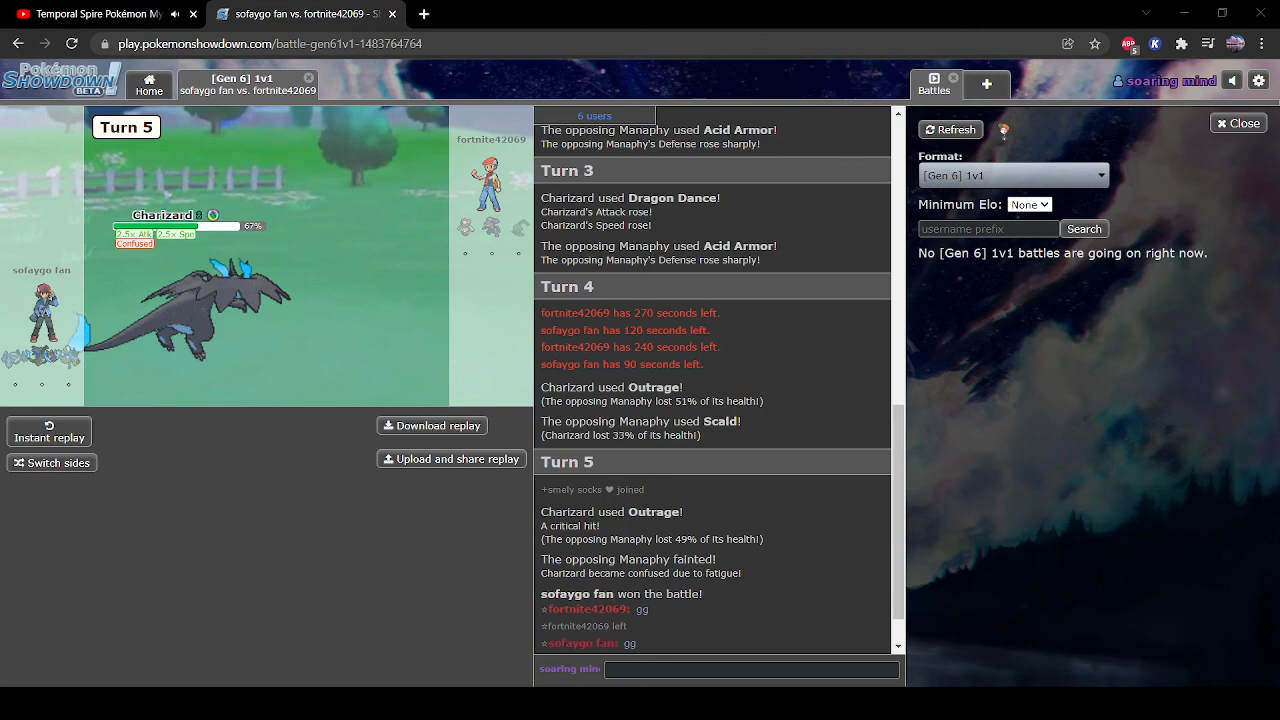 Temporal Spire Pokémon My
sofaygo fan vs. fortnite42069 - S
play.pokemonshowdown.com/battle-gen61v1-1483764764
ABP
5
K
Pokémon
SHOWDOWN
BETA
Home
[Gen 6] 1v1
sofaygo fan vs. fortnite42069
Battles
soaring mind
Turn 5
fortnite42069
Charizard
67%
2.5× Atk 2.5× Spe
Confused
sofaygo fan
Instant replay
Switch sides
Download replay
Upload and share replay
6 users
The opposing Manaphy used Acid Armor!
The opposing Manaphy's Defense rose sharply!
Turn 3
Charizard used Dragon Dance!
Charizard's Attack rose!
Charizard's Speed rose!
The opposing Manaphy used Acid Armor!
The opposing Manaphy's Defense rose sharply!
Turn 4
fortnite42069 has 270 seconds left.
sofaygo fan has 120 seconds left.
fortnite42069 has 240 seconds left.
sofaygo fan has 90 seconds left.
Charizard used Outrage!
(The opposing Manaphy lost 51% of its health!)
The opposing Manaphy used Scald!
(Charizard lost 33% of its health!)
Turn 5
+smely socks ♥ joined
Charizard used Outrage!
A critical hit!
(The opposing Manaphy lost 49% of its health!)
The opposing Manaphy fainted!
Charizard became confused due to fatigue!
sofaygo fan won the battle!
☆fortnite42069: gg
☆fortnite42069 left
☆sofaygo fan: gg
soaring min
Refresh
Close
Format:
[Gen 6] 1v1
Minimum Elo: None
username prefix
Search
No [Gen 6] 1v1 battles are going on right now.